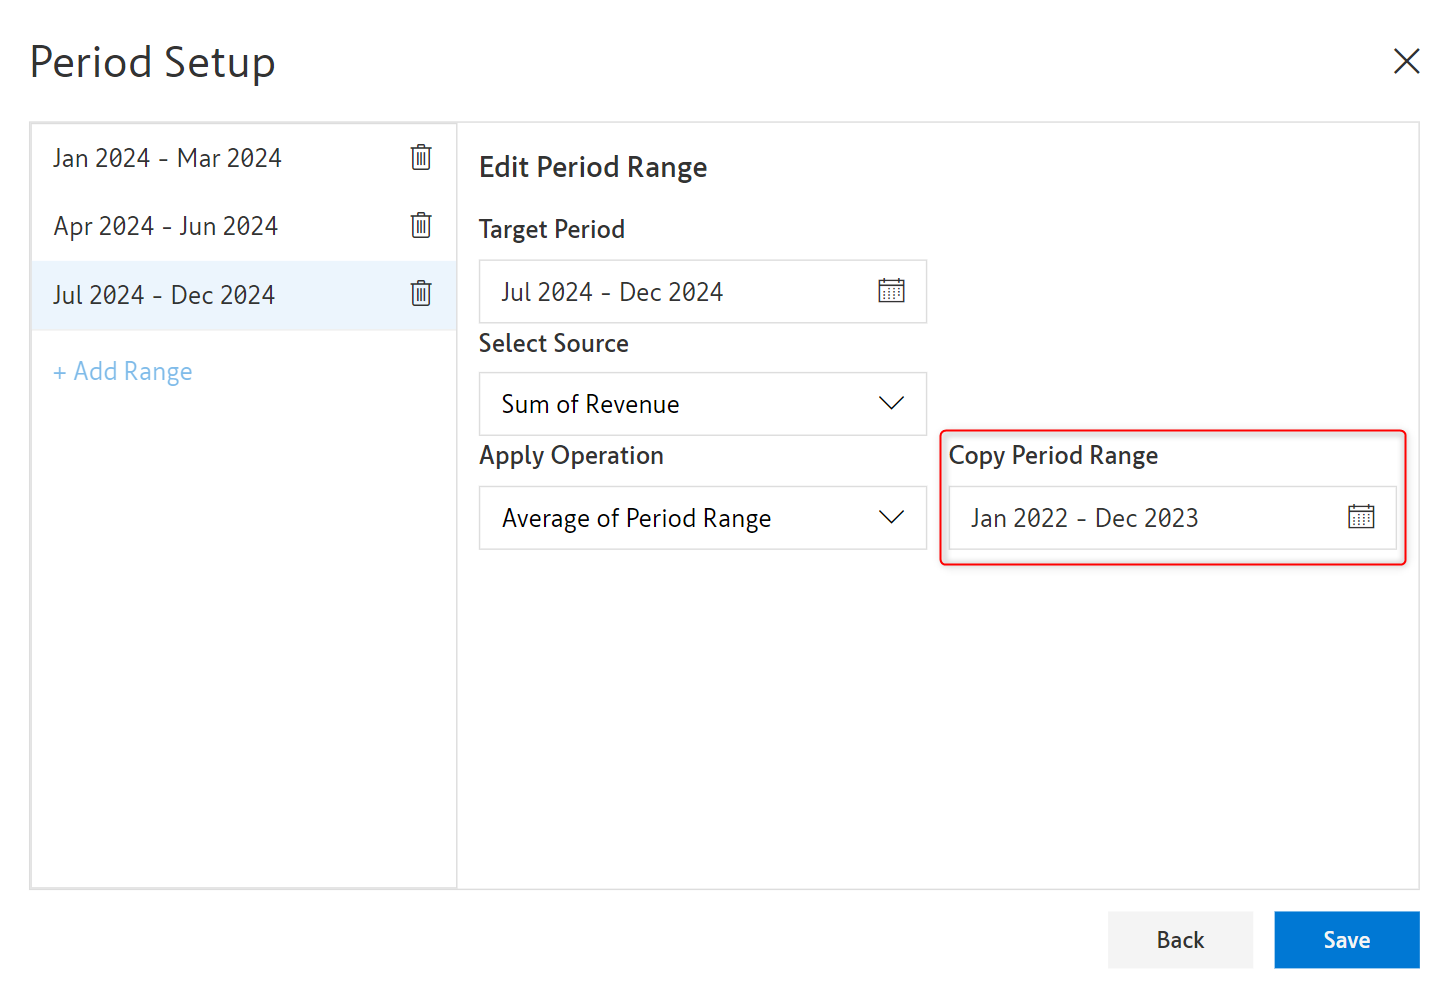 Period Setup
Jan 2024 - Mar 2024
Apr 2024 - Jun 2024
Jul 2024 - Dec 2024
+ Add Range
Edit Period Range
Target Period
Jul 2024 - Dec 2024
Select Source
Sum of Revenue
Apply Operation
Average of Period Range
Copy Period Range
Jan 2022 - Dec 2023
Back
Save